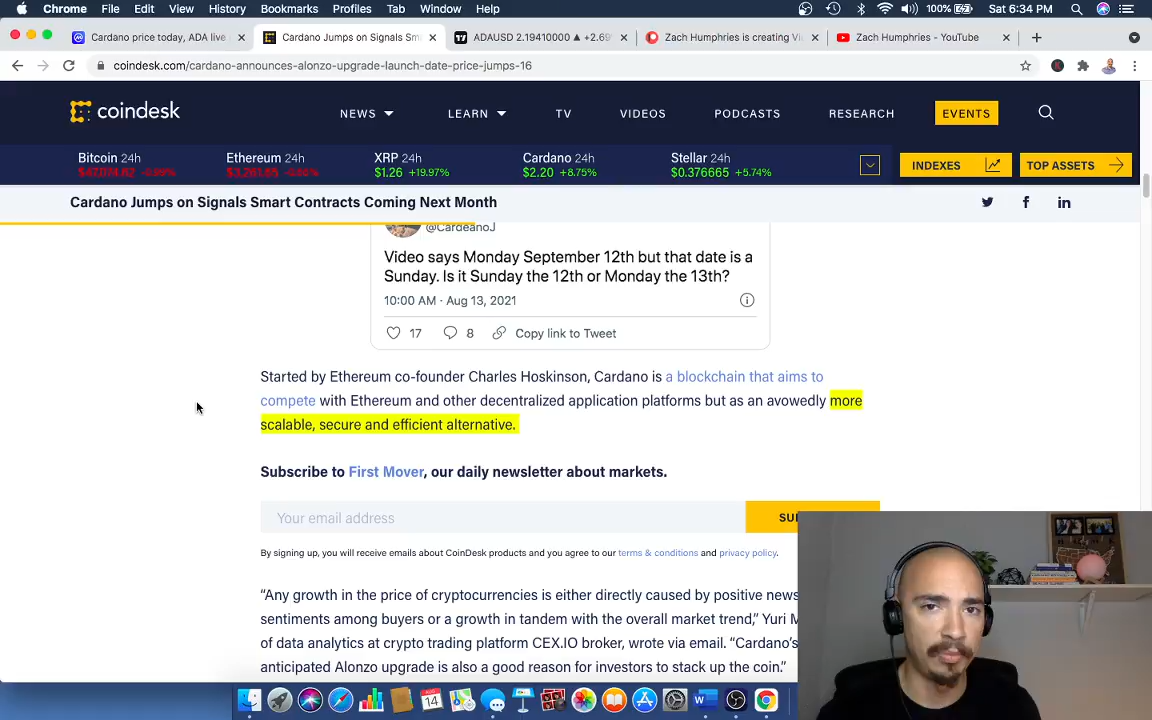 Chrome File Edit View History Bookmarks Profiles Tab Window Help 100% Sat 6:34 PM
Cardano price today, ADA live Cardano Jumps on Signals Sm ADAUSD 2.19410000 ▲ +2.69 Zach Humphries is creating Vi Zach Humphries - YouTube
coindesk.com/cardano-announces-alonzo-upgrade-launch-date-price-jumps-16
coindesk NEWS LEARN TV VIDEOS PODCASTS RESEARCH EVENTS
Bitcoin 24h Ethereum 24h XRP 24h Cardano 24h Stellar 24h
$1.26 +19.97% $2.20 +8.75% $0.376665 +5.74%
INDEXES TOP ASSETS
Cardano Jumps on Signals Smart Contracts Coming Next Month
@CardeanoJ
Video says Monday September 12th but that date is a
Sunday. Is it Sunday the 12th or Monday the 13th?
10:00 AM · Aug 13, 2021
17 8 Copy link to Tweet
Started by Ethereum co-founder Charles Hoskinson, Cardano is a blockchain that aims to
compete with Ethereum and other decentralized application platforms but as an avowedly more
scalable, secure and efficient alternative.
Subscribe to First Mover, our daily newsletter about markets.
Your email address
By signing up, you will receive emails about CoinDesk products and you agree to our terms & conditions and privacy policy.
“Any growth in the price of cryptocurrencies is either directly caused by positive news
sentiments among buyers or a growth in tandem with the overall market trend,” Yuri
of data analytics at crypto trading platform CEX.IO broker, wrote via email. “Cardano’s
anticipated Alonzo upgrade is also a good reason for investors to stack up the coin.”
14